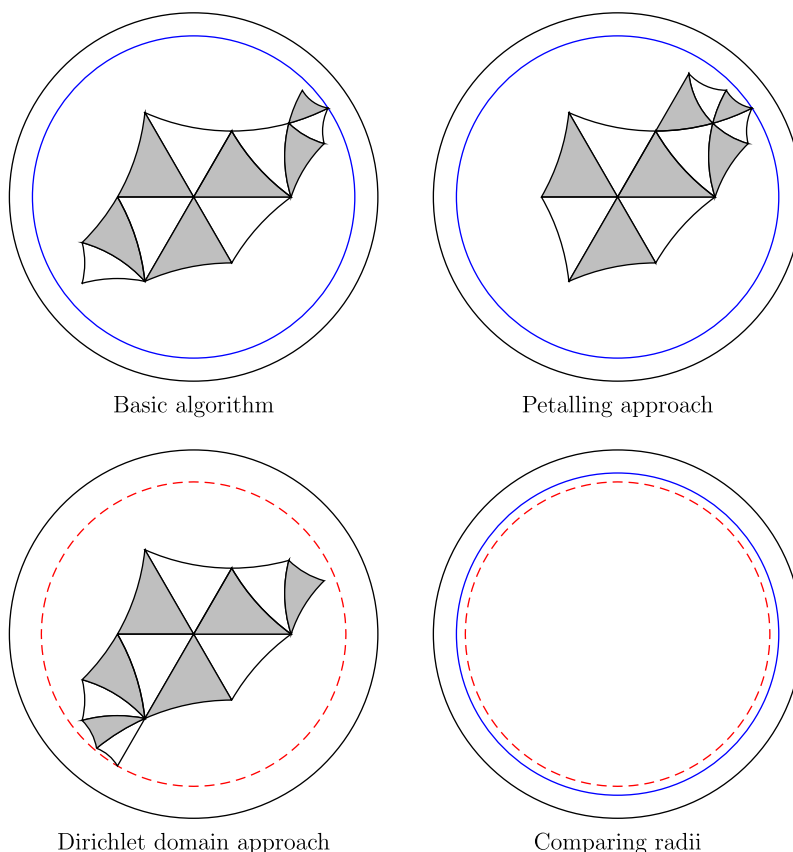 Basic algorithm
Petalling approach
Dirichlet domain approach
Comparing radii